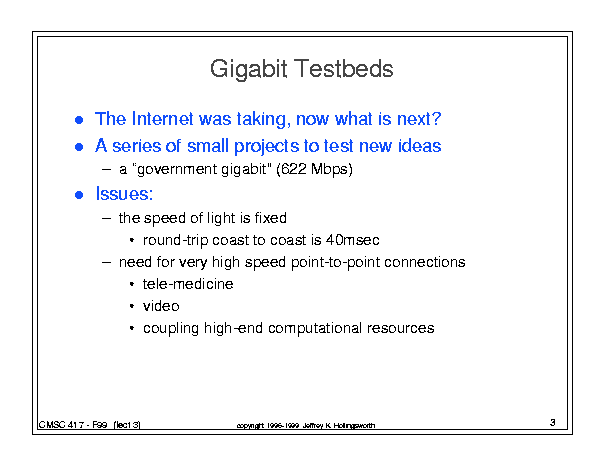 Gigabit Testbeds
● The Internet was taking, now what is next?
● A series of small projects to test new ideas
– a "government gigabit" (622 Mbps)
● Issues:
– the speed of light is fixed
• round-trip coast to coast is 40msec
– need for very high speed point-to-point connections
• tele-medicine
• video
• coupling high-end computational resources
CMSC 417 - F99 (lect 3)
copyright 1996-1999 Jeffrey K. Hollingsworth
3